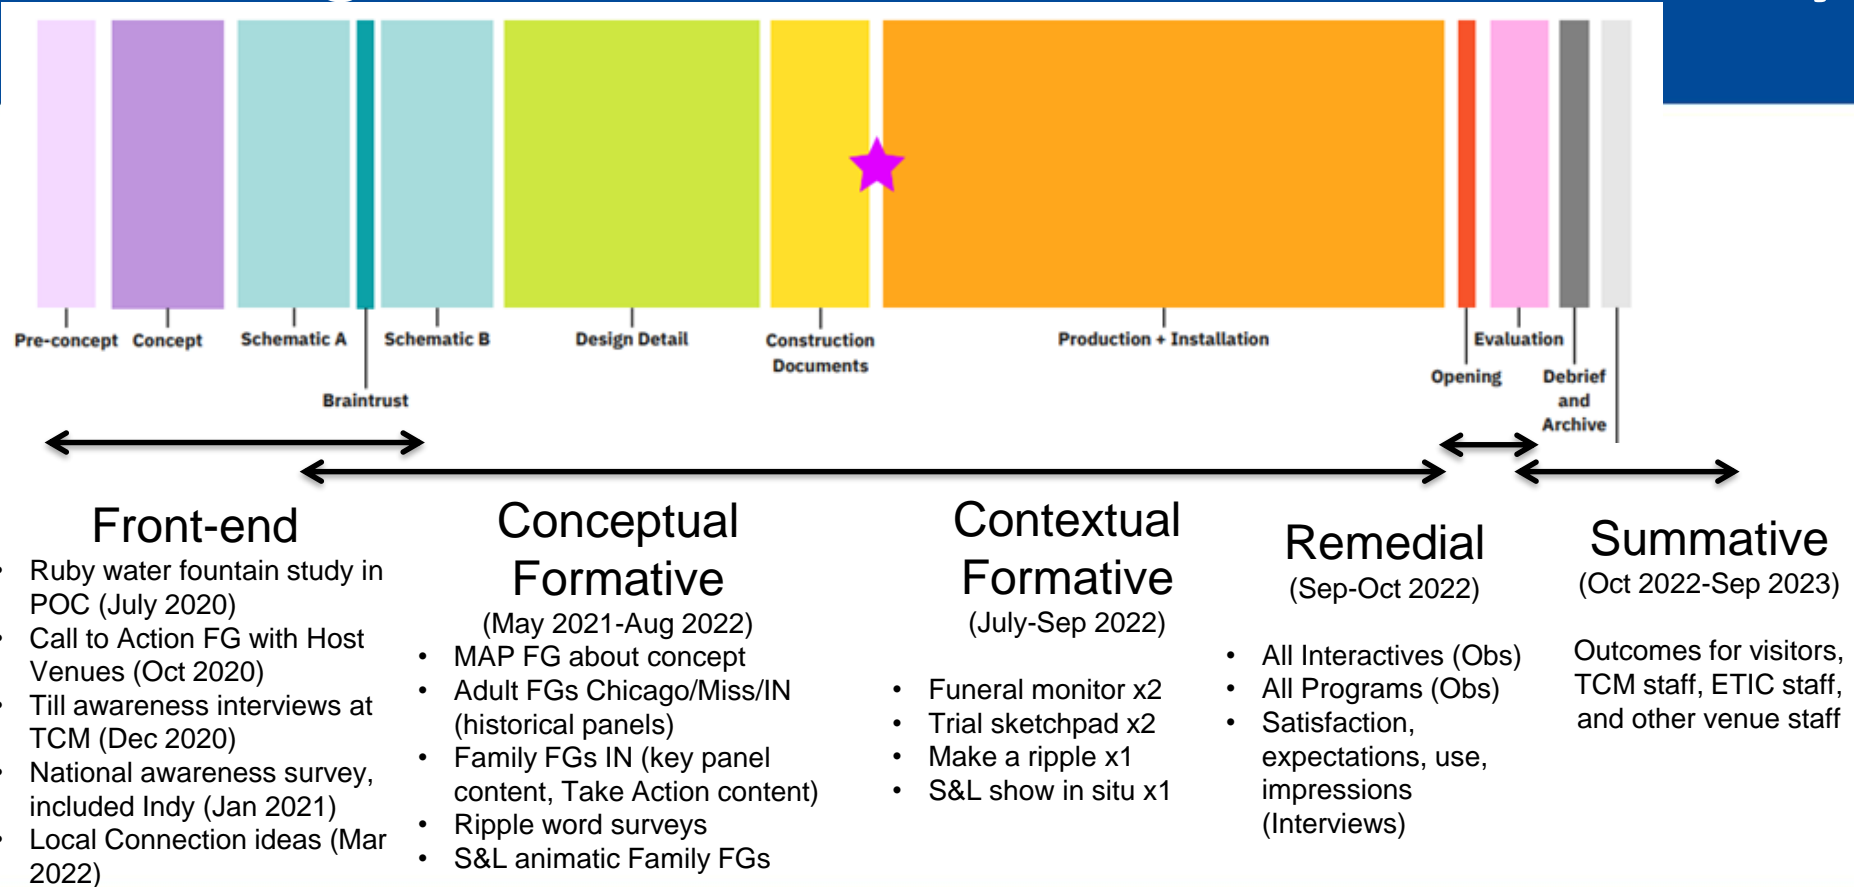 Pre-concept
Concept
Schematic A
Braintrust
Schematic B
Design Detail
Construction
Documents
Production + Installation
Opening
Evaluation
Debrief
and
Archive
Front-end
• Ruby water fountain study in
POC (July 2020)
• Call to Action FG with Host
Venues (Oct 2020)
• Till awareness interviews at
TCM (Dec 2020)
• National awareness survey,
included Indy (Jan 2021)
• Local Connection ideas (Mar
2022)
Conceptual
Formative
(May 2021-Aug 2022)
• MAP FG about concept
• Adult FGs Chicago/Miss/IN
(historical panels)
• Family FGs IN (key panel
content, Take Action content)
• Ripple word surveys
• S&L animatic Family FGs
Contextual
Formative
(July-Sep 2022)
• Funeral monitor x2
• Trial sketchpad x2
• Make a ripple x1
• S&L show in situ x1
Remedial
(Sep-Oct 2022)
• All Interactives (Obs)
• All Programs (Obs)
• Satisfaction,
expectations, use,
impressions
(Interviews)
Summative
(Oct 2022-Sep 2023)
Outcomes for visitors,
TCM staff, ETIC staff,
and other venue staff